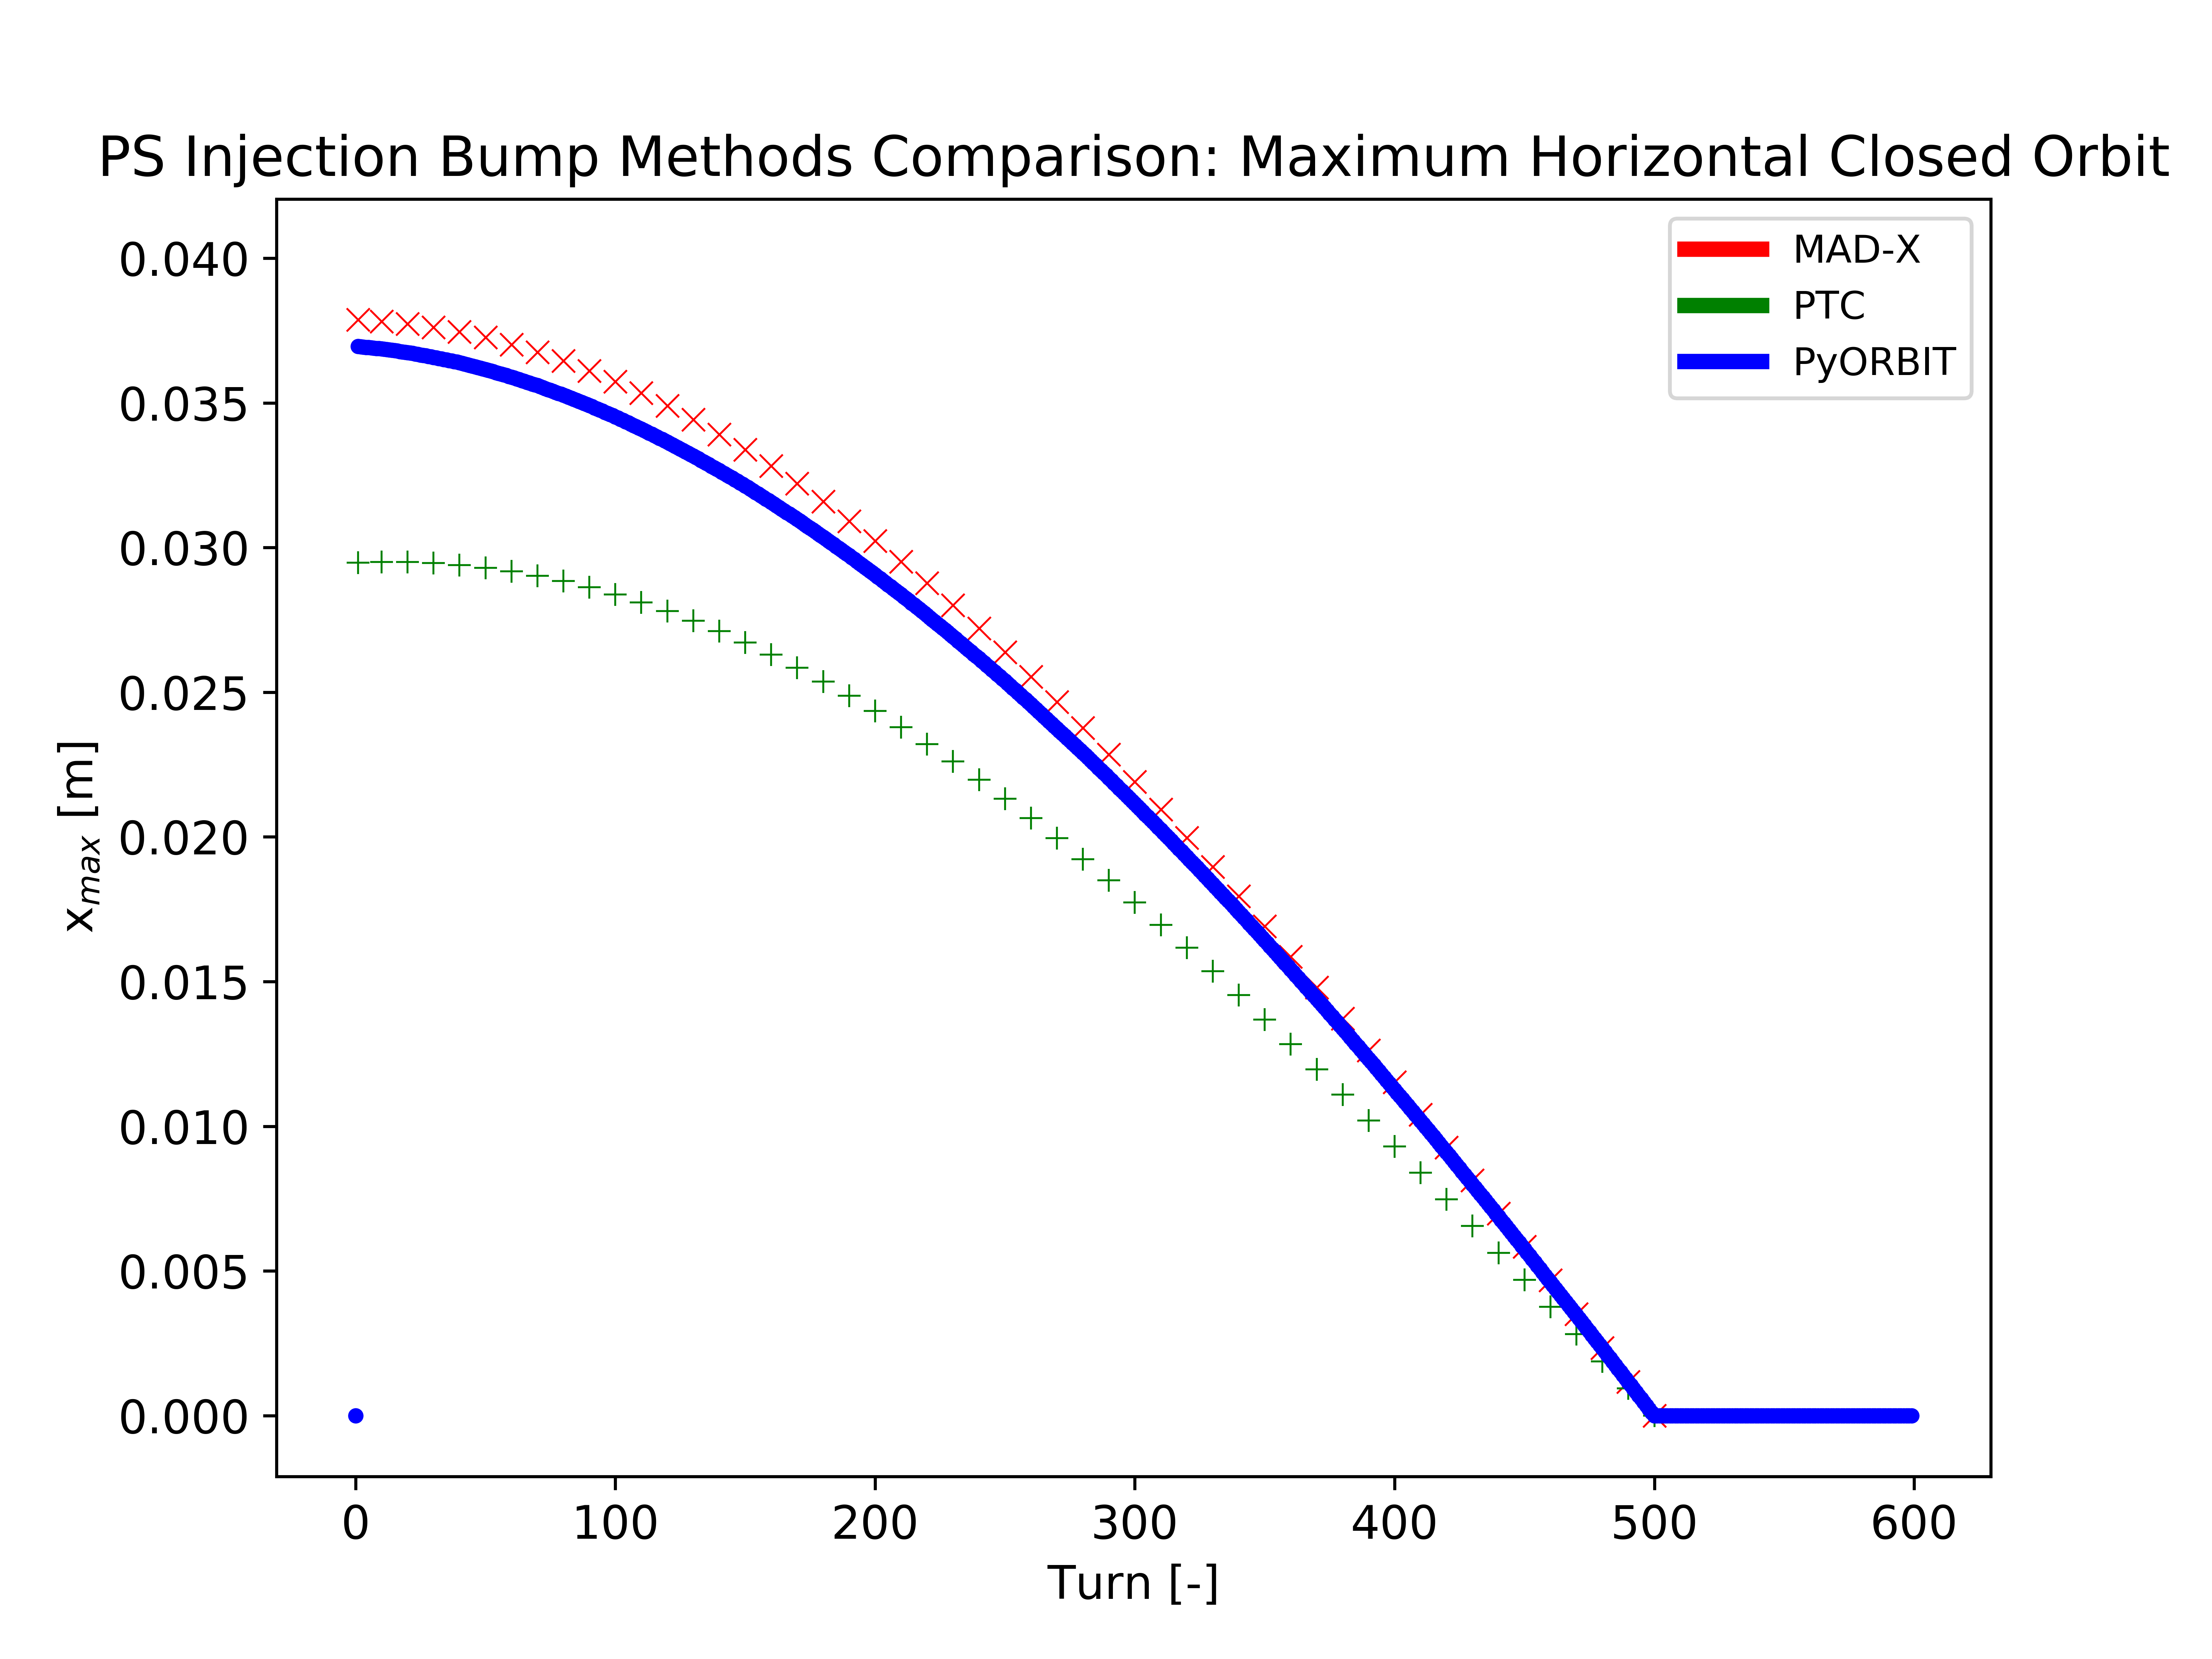 PS Injection Bump Methods Comparison: Maximum Horizontal Closed Orbit
MAD-X
PTC
PyORBIT
x_max [m]
0.040
0.035
0.030
0.025
0.020
0.015
0.010
0.005
0.000
0 100 200 300 400 500 600
Turn [-]